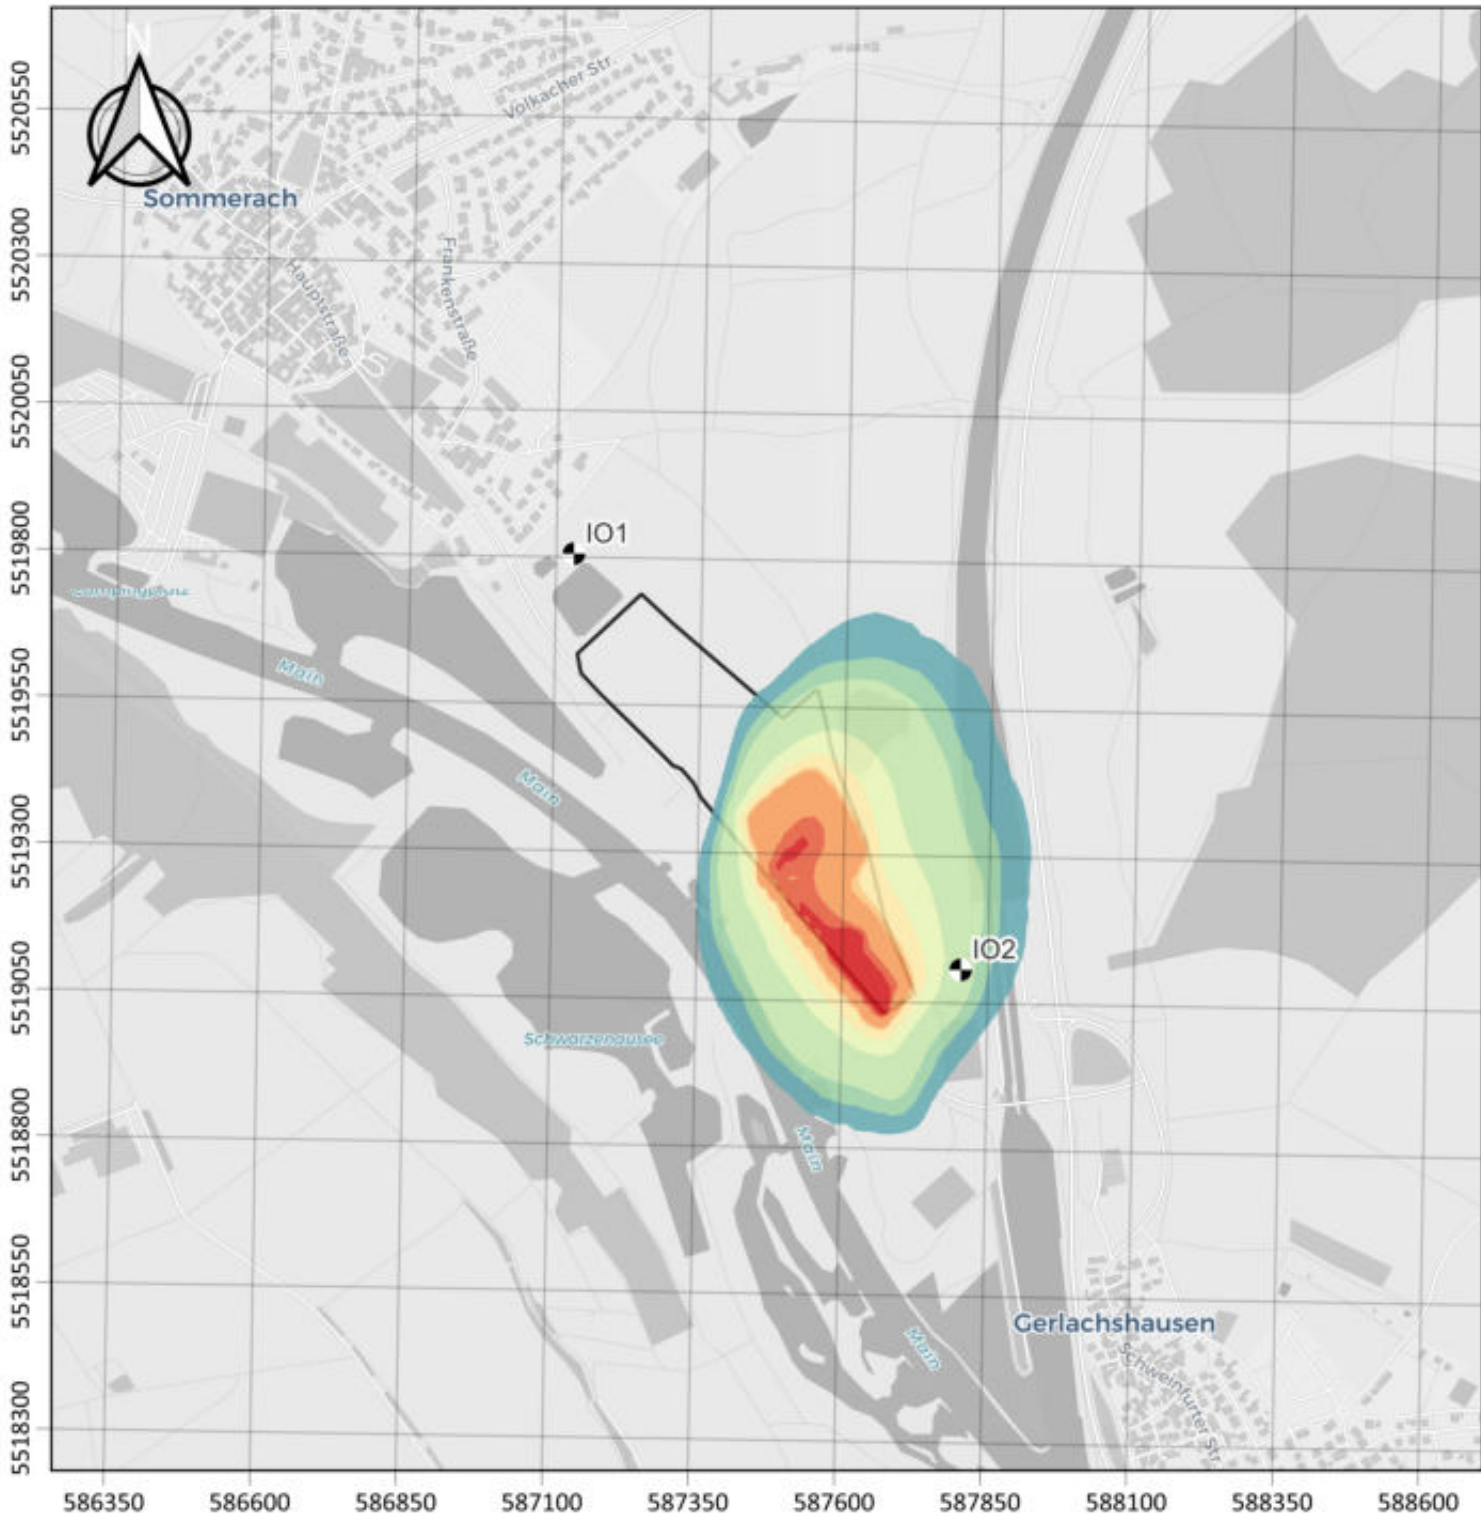 N
5520550
Volkacher Str
Sommerach
5520300
Frankenstraße
Hauptstraße
5520050
IO1
5519800
Campingplatz
Main
5519550
Main
5519300
IO2
5519050
Schwarzenausee
5518800
Main
5518550
Gerlachshausen
Main
Schweinfurter Str
5518300
586350 586600 586850 587100 587350 587600 587850 588100 588350 588600